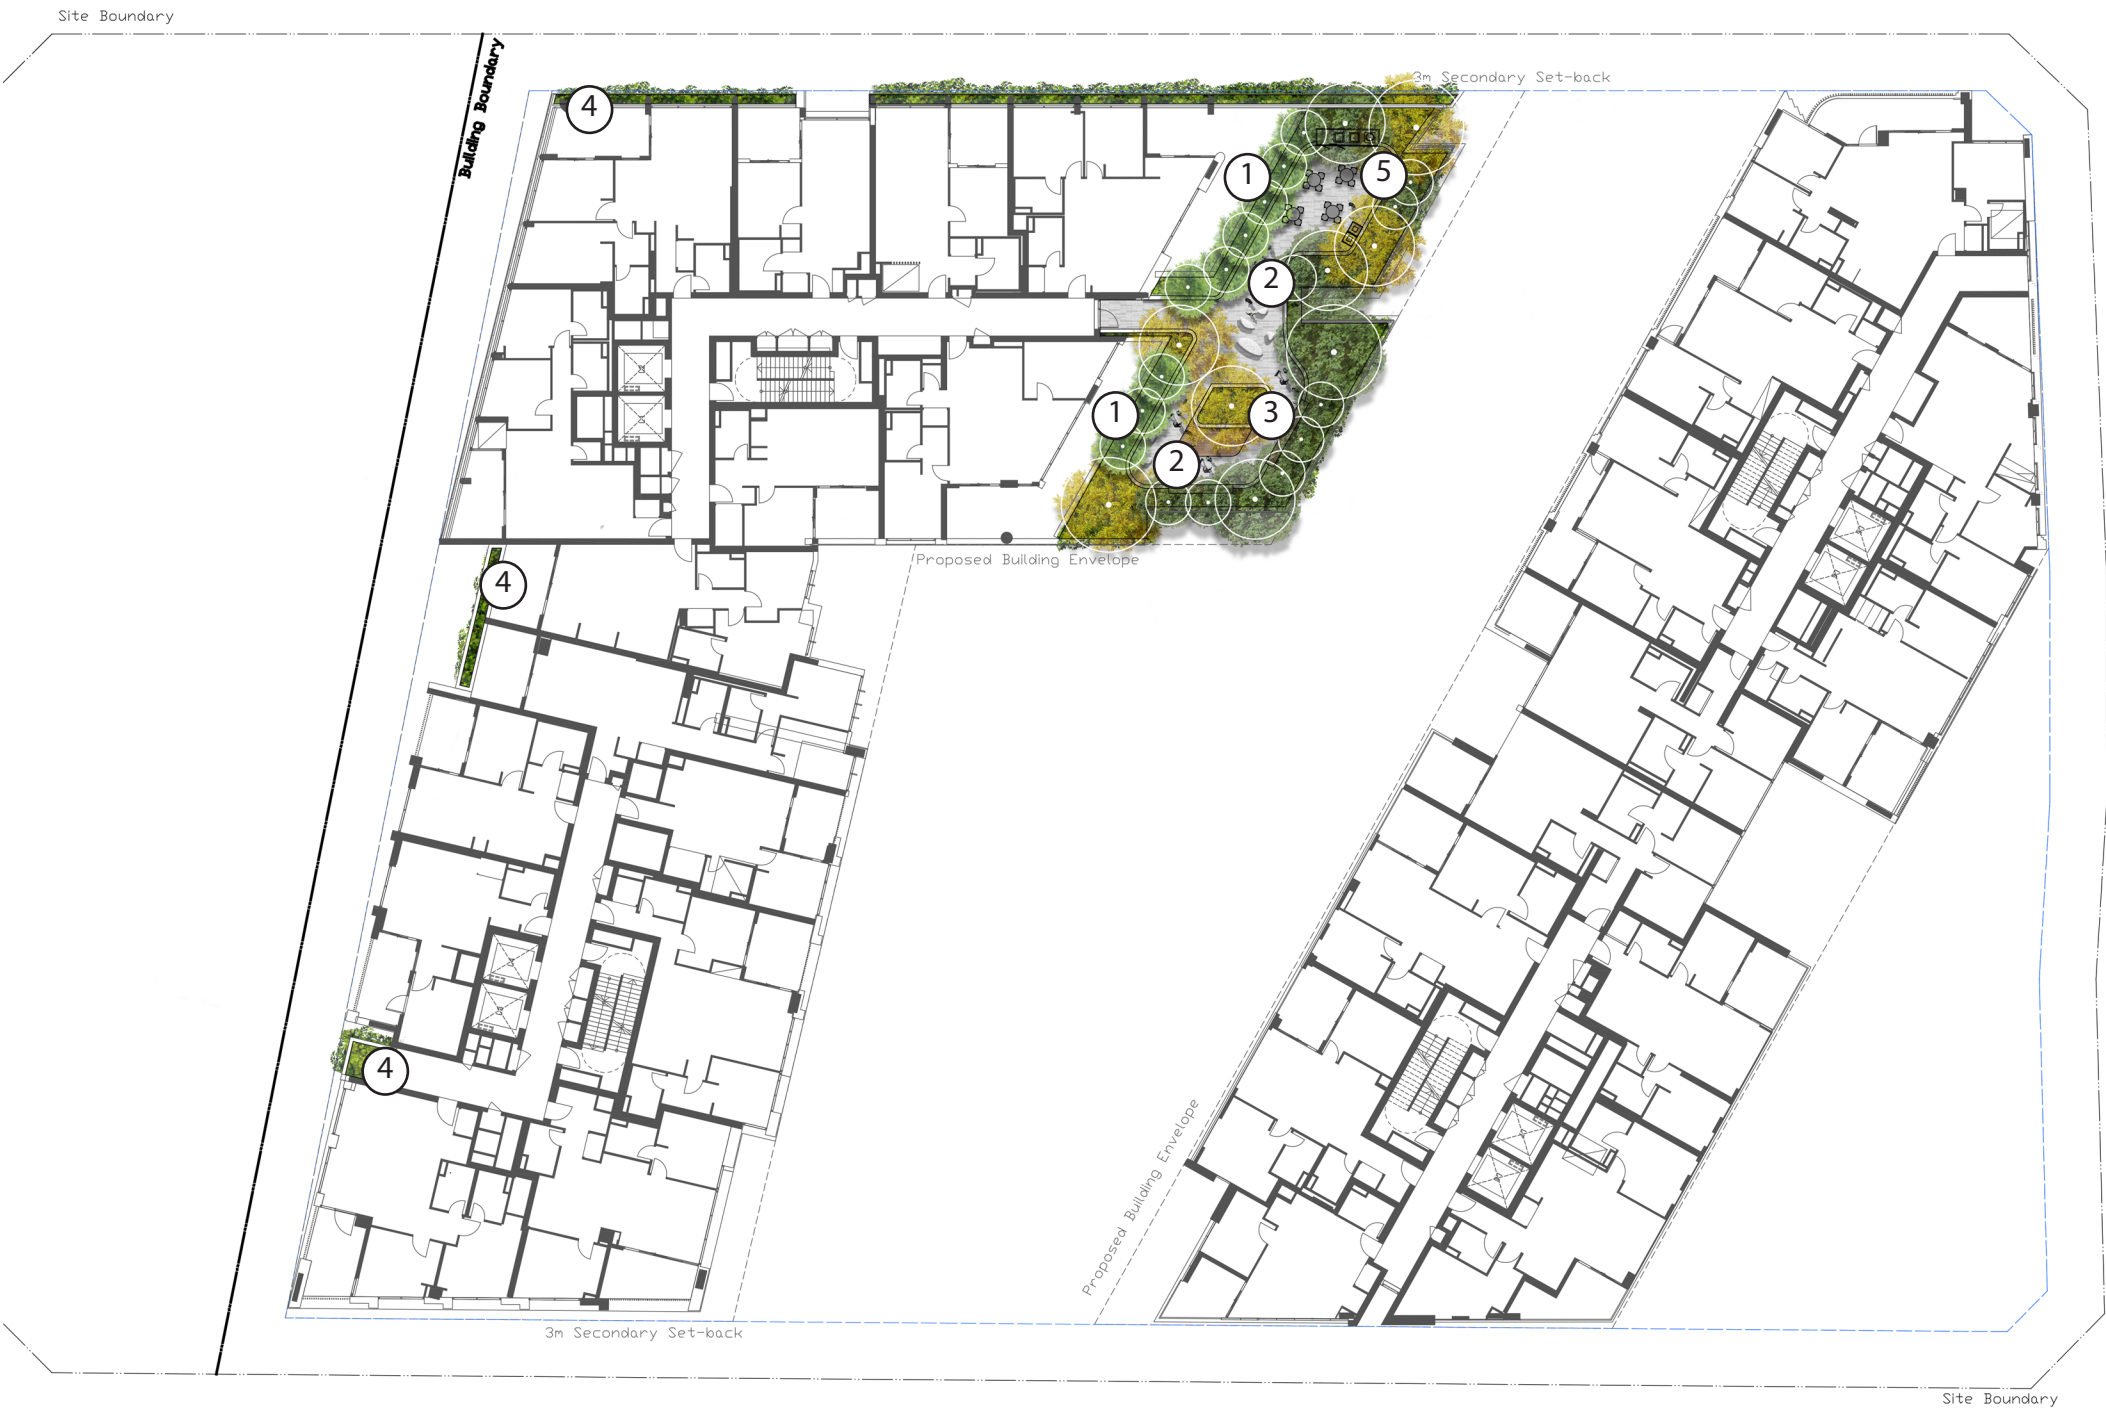 Site Boundary
Building Boundary
3m Secondary Set-back
4
1
5
2
1
3
2
Proposed Building Envelope
4
4
Proposed Building Envelope
3m Secondary Set-back
Site Boundary